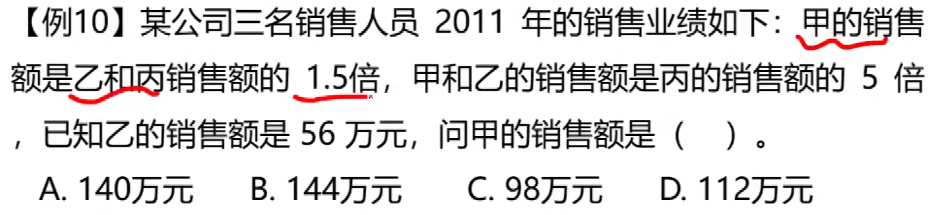 【例10】某公司三名销售人员 2011 年的销售业绩如下：甲的销售
额是乙和丙销售额的 1.5倍，甲和乙的销售额是丙的销售额的 5 倍
，已知乙的销售额是 56 万元，问甲的销售额是（ ）。
A. 140万元 B. 144万元 C. 98万元 D. 112万元